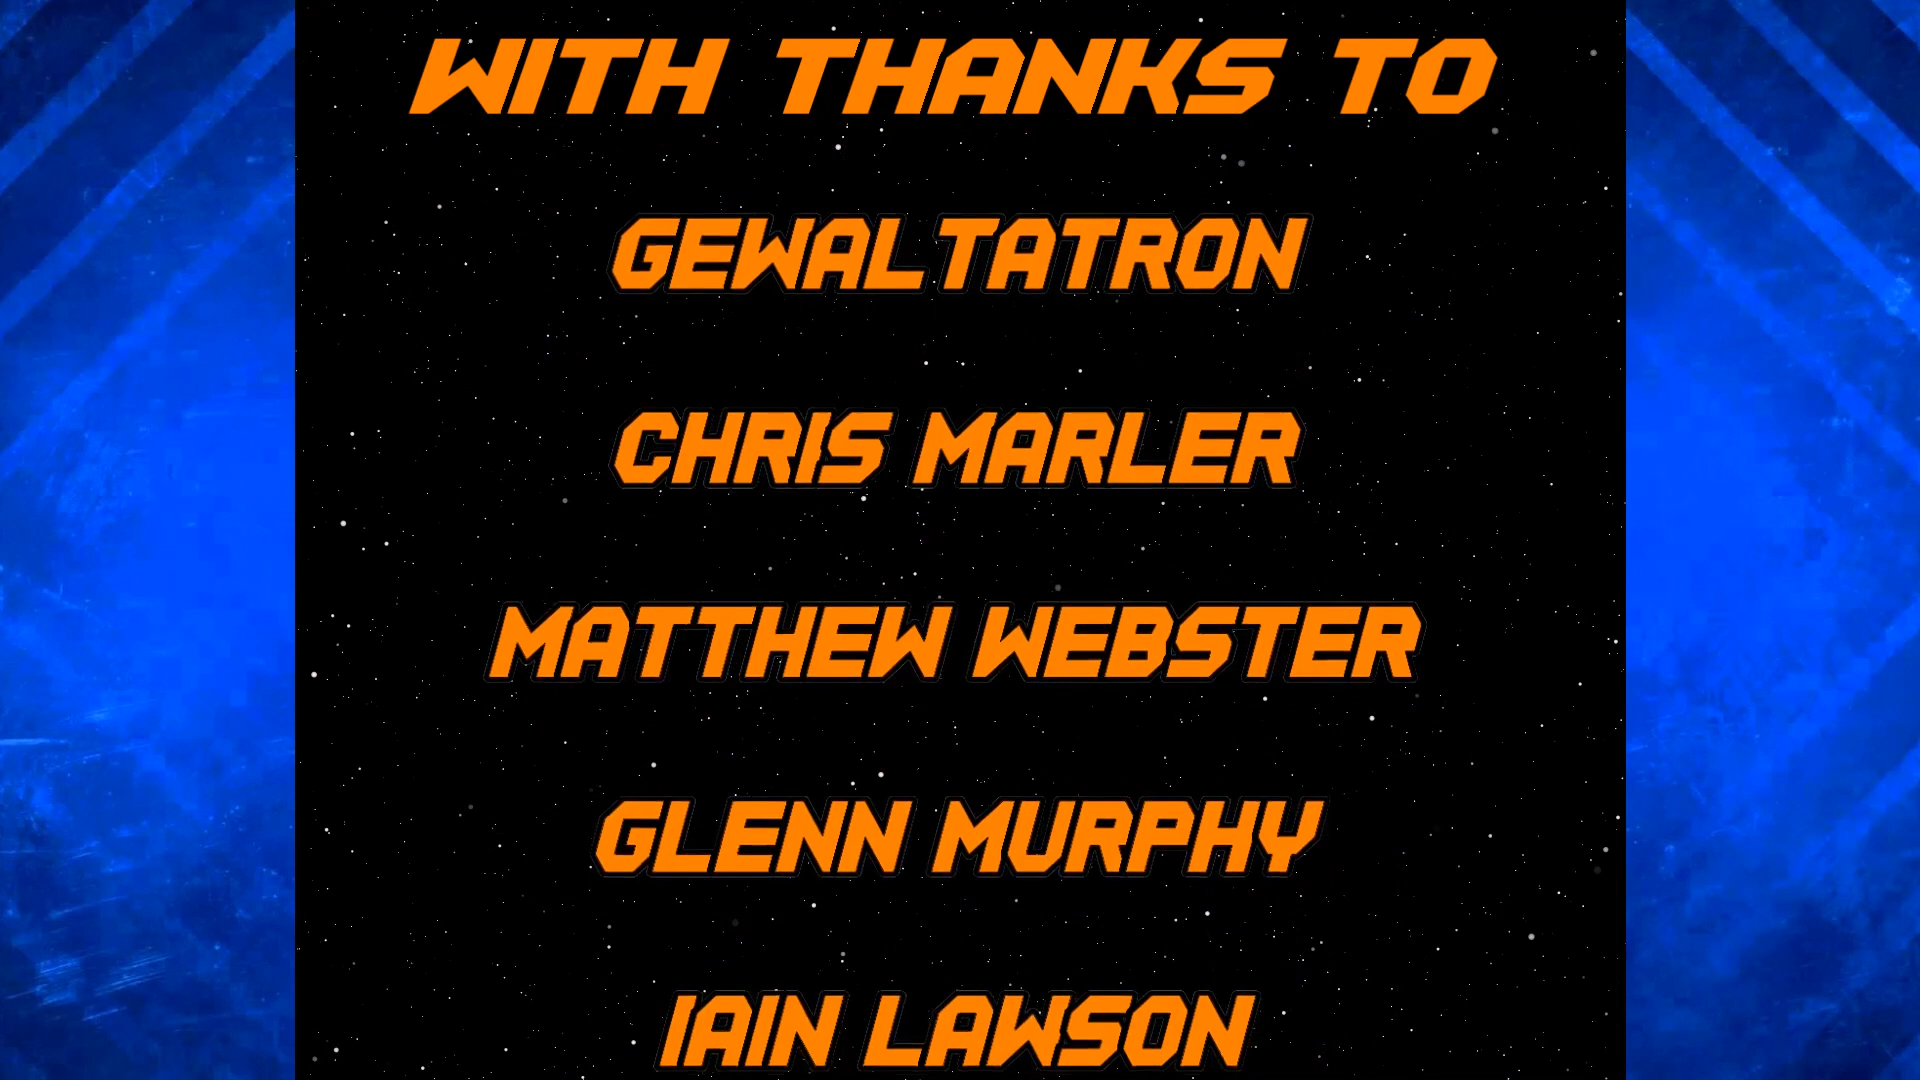 WITH THANKS TO
GEWALTATRON
CHRIS MARLER
MATTHEW WEBSTER
GLENN MURPHY
IAIN LAWSON